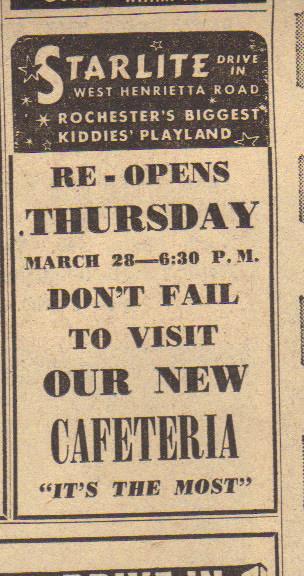 STARLITE DRIVE
IN
WEST HENRIETTA ROAD
ROCHESTER'S BIGGEST
KIDDIES' PLAYLAND
RE-OPENS
THURSDAY
MARCH 28—6:30 P. M.
DON'T FAIL
TO VISIT
OUR NEW
CAFETERIA
"IT'S THE MOST"